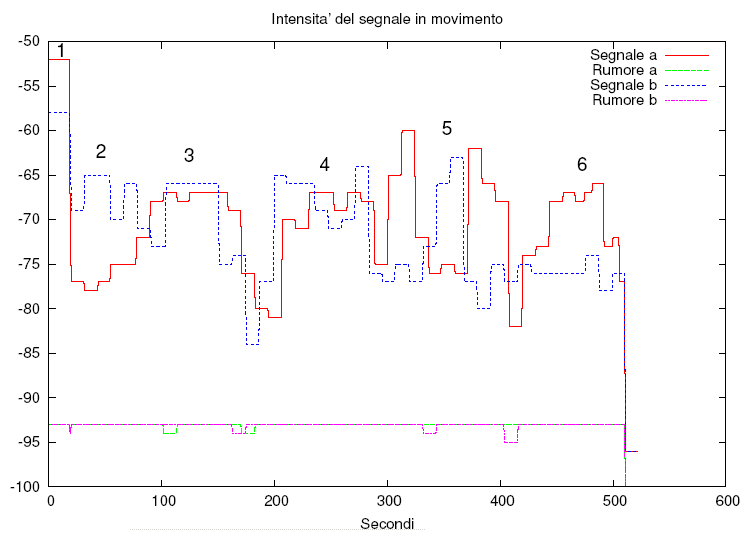 Intensita' del segnale in movimento
-50
-55
-60
-65
-70
-75
-80
-85
-90
-95
-100
1
2
3
4
5
6
Segnale a
Rumore a
Segnale b
Rumore b
0 100 200 300 400 500 600
Secondi